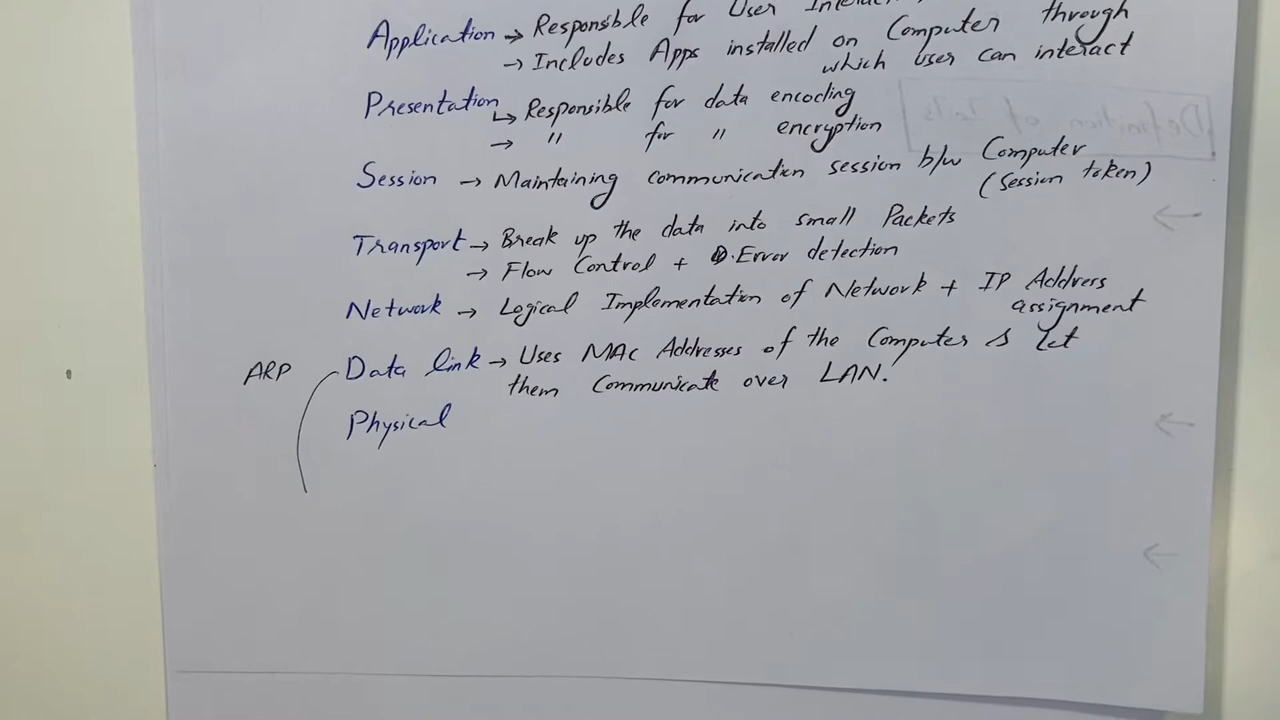 Application → Responsible for User
→ Includes Apps installed on Computer through
which user can interact
Presentation ↳ Responsible for data encoding
→ " for " encryption
Session → Maintaining communication session b/w Computer
(Session token)
Transport → Break up the data into small Packets
→ Flow Control + Error detection
Network → Logical Implementation of Network + IP Address
assignment
ARP Data link → Uses MAC Addresses of the Computer & let
them Communicate over LAN.
Physical